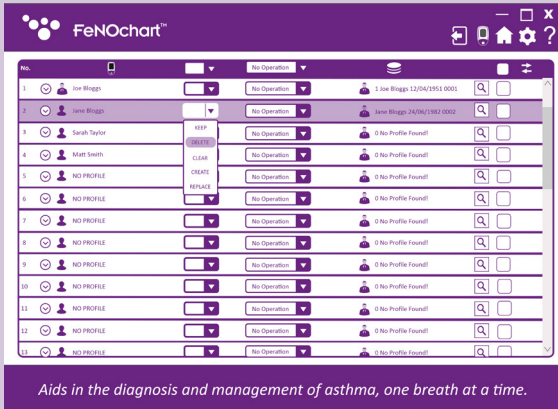 FeNOchart™
?
No. No Operation
1 Joe Bloggs No Operation 1 Joe Bloggs 12/04/1951 0001
2 Jane Bloggs Jane Bloggs 24/06/1982 0002
KEEP
3 Sarah Taylor No Operation 0 No Profile Found!
DELETE
4 Matt Smith No Operation 0 No Profile Found!
CLEAR
5 NO PROFILE No Operation 0 No Profile Found!
CREATE
REPLACE
6 NO PROFILE No Operation 0 No Profile Found!
7 NO PROFILE No Operation 0 No Profile Found!
8 NO PROFILE No Operation 0 No Profile Found!
9 NO PROFILE No Operation 0 No Profile Found!
10 NO PROFILE No Operation 0 No Profile Found!
11 NO PROFILE No Operation 0 No Profile Found!
12 NO PROFILE No Operation 0 No Profile Found!
13 NO PROFILE No Operation 0 No Profile Found!
Aids in the diagnosis and management of asthma, one breath at a time.